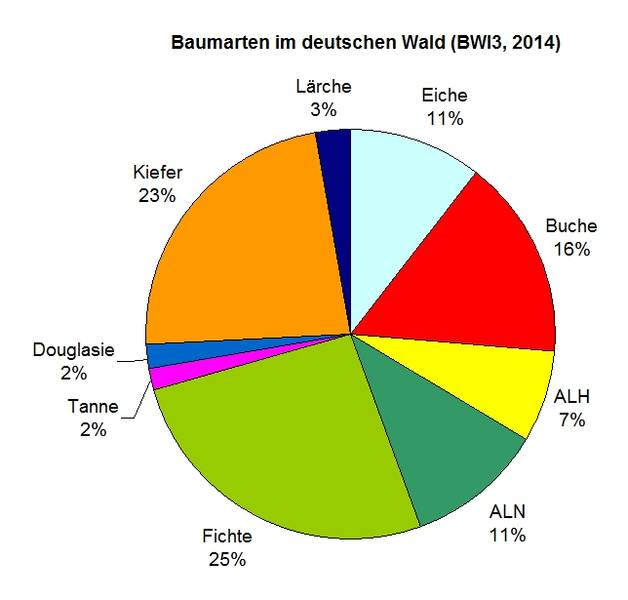 Baumarten im deutschen Wald (BWI3, 2014)
Lärche
3%
Eiche
11%
Kiefer
23%
Buche
16%
Douglasie
2%
ALH
7%
Tanne
2%
ALN
11%
Fichte
25%